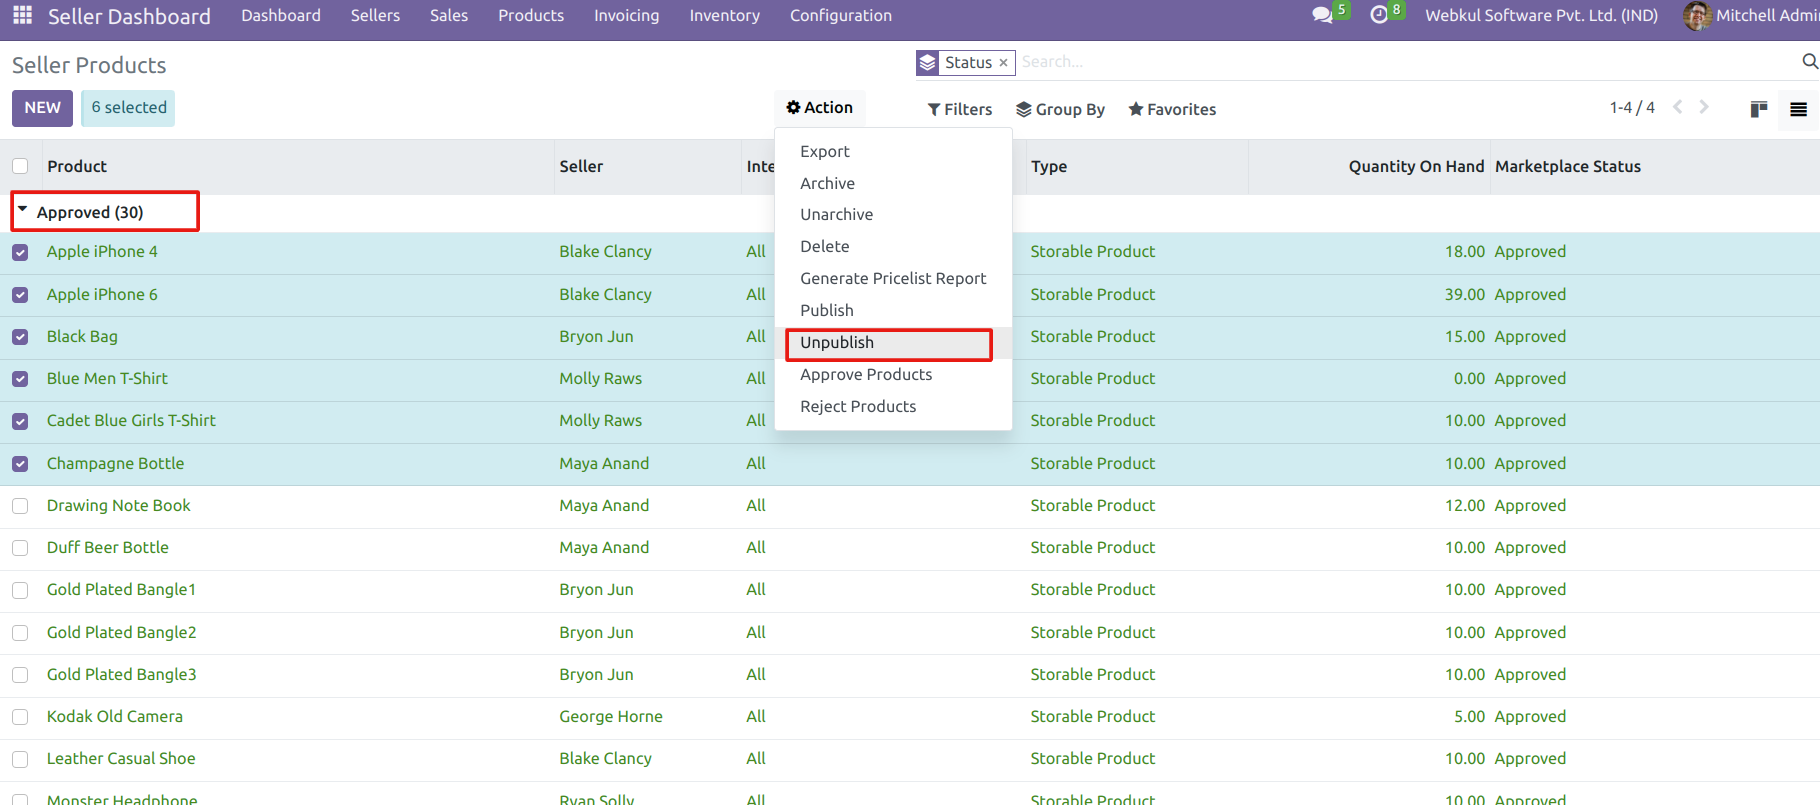 Seller Dashboard Dashboard Sellers Sales Products Invoicing Inventory Configuration 5 8 Webkul Software Pvt. Ltd. (IND) Mitchell Admi
Seller Products Status × Search...
NEW 6 selected Action Filters Group By Favorites 1-4 / 4
Export
Archive
Unarchive
Delete
Generate Pricelist Report
Publish
Unpublish
Approve Products
Reject Products
Product Seller Inte Type Quantity On Hand Marketplace Status
Approved (30)
Apple iPhone 4 Blake Clancy All Storable Product 18.00 Approved
Apple iPhone 6 Blake Clancy All Storable Product 39.00 Approved
Black Bag Bryon Jun All Storable Product 15.00 Approved
Blue Men T-Shirt Molly Raws All Storable Product 0.00 Approved
Cadet Blue Girls T-Shirt Molly Raws All Storable Product 10.00 Approved
Champagne Bottle Maya Anand All Storable Product 10.00 Approved
Drawing Note Book Maya Anand All Storable Product 12.00 Approved
Duff Beer Bottle Maya Anand All Storable Product 10.00 Approved
Gold Plated Bangle1 Bryon Jun All Storable Product 10.00 Approved
Gold Plated Bangle2 Bryon Jun All Storable Product 10.00 Approved
Gold Plated Bangle3 Bryon Jun All Storable Product 10.00 Approved
Kodak Old Camera George Horne All Storable Product 5.00 Approved
Leather Casual Shoe Blake Clancy All Storable Product 10.00 Approved
Monster Headphone Ryan Solly All Storable Product 10.00 Approved